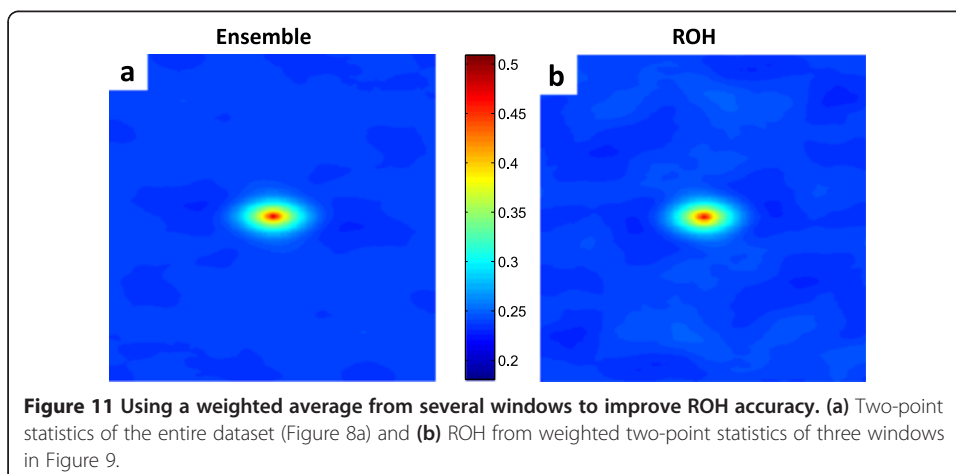 Ensemble
ROH
a
b
0.5
0.45
0.4
0.35
0.3
0.25
0.2
Figure 11 Using a weighted average from several windows to improve ROH accuracy. (a) Two-point
statistics of the entire dataset (Figure 8a) and (b) ROH from weighted two-point statistics of three windows
in Figure 9.